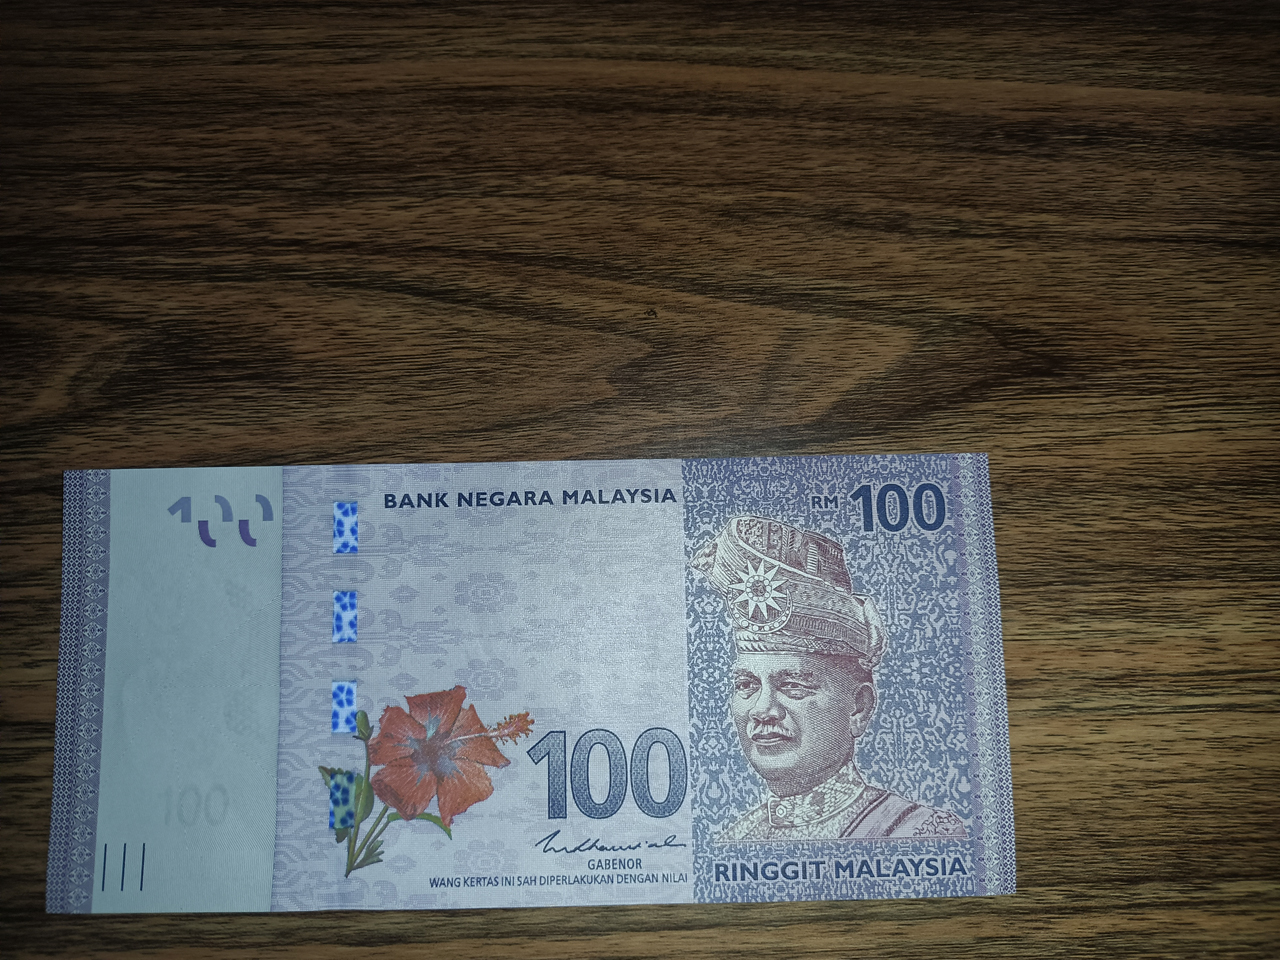 BANK NEGARA MALAYSIA
RM 100
100
100
100
GABENOR
WANG KERTAS INI SAH DIPERLAKUKAN DENGAN NILAI
RINGGIT MALAYSIA